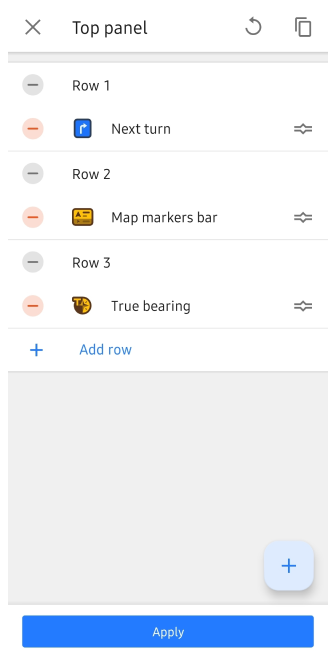 Top panel
Row 1
Next turn
Row 2
Map markers bar
Row 3
True bearing
Add row
Apply